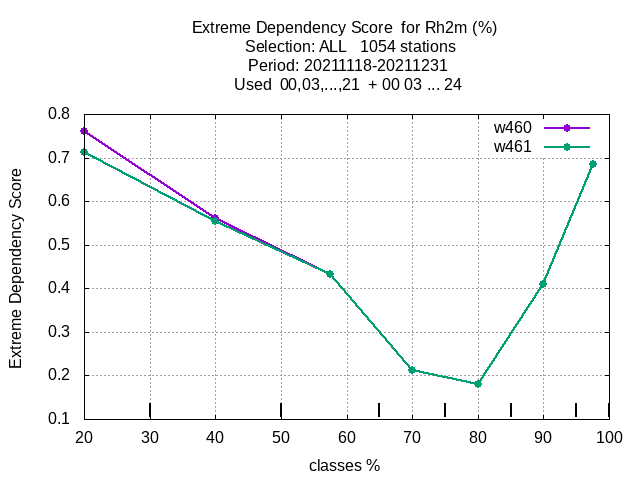 Extreme Dependency Score  for Rh2m (%)
Selection: ALL   1054 stations
Period: 20211118-20211231
Used  00,03,...,21  + 00 03 ... 24
w460
w461
Extreme Dependency Score
0.8
0.7
0.6
0.5
0.4
0.3
0.2
0.1
20 30 40 50 60 70 80 90 100
classes %